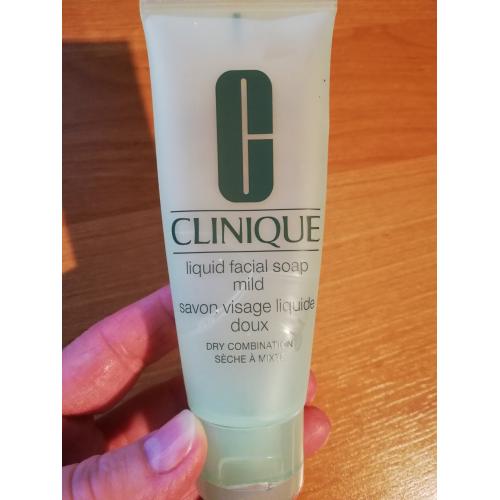 C
CLINIQUE
liquid facial soap
mild
savon visage liquide
doux
DRY COMBINATION
SÈCHE À MIXTE